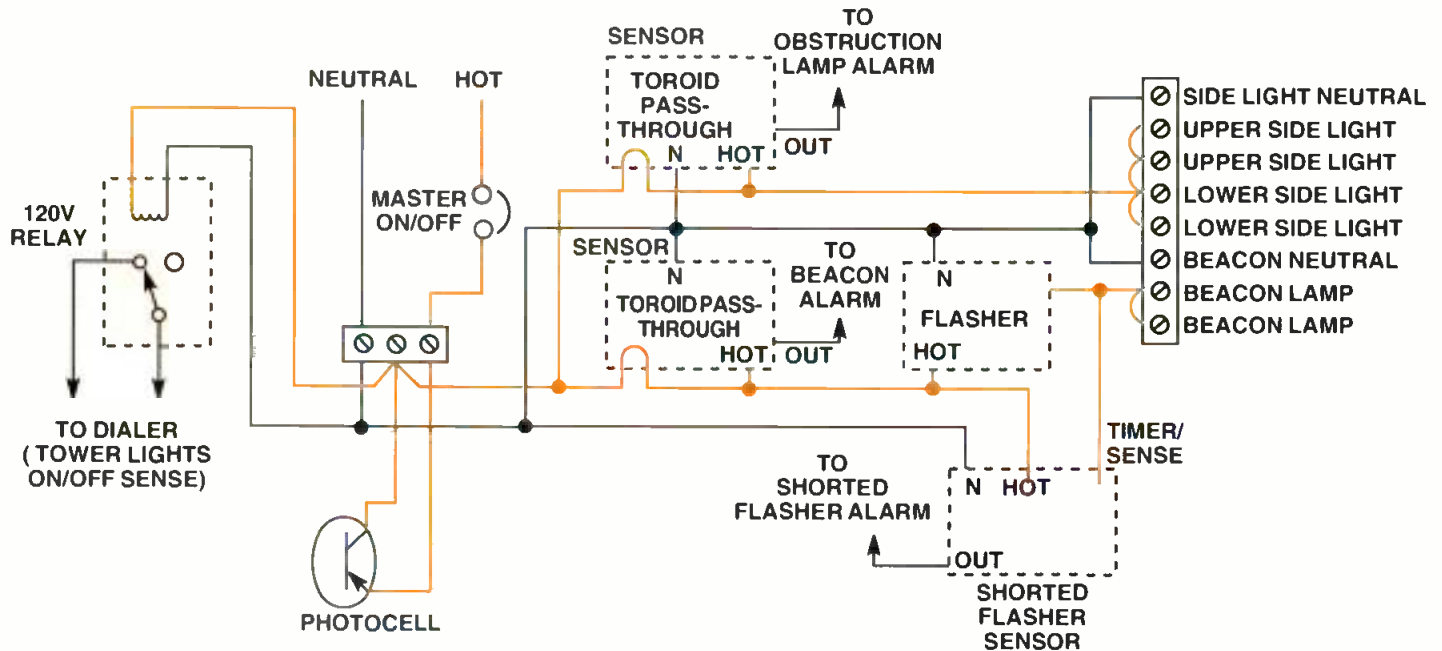 TO
OBSTRUCTION
LAMP ALARM
SENSOR
NEUTRAL
HOT
TOROID
PASS-
THROUGH
N
HOT
OUT
SIDE LIGHT NEUTRAL
UPPER SIDE LIGHT
UPPER SIDE LIGHT
LOWER SIDE LIGHT
LOWER SIDE LIGHT
BEACON NEUTRAL
BEACON LAMP
BEACON LAMP
120V
RELAY
MASTER
ON/OFF
SENSOR
N
TOROID PASS-
THROUGH
HOT
OUT
TO
BEACON
ALARM
N
FLASHER
HOT
TO DIALER
( TOWER LIGHTS
ON/OFF SENSE)
TIMER/
SENSE
TO
SHORTED
FLASHER ALARM
N
HOT
OUT
SHORTED
FLASHER
SENSOR
PHOTOCELL